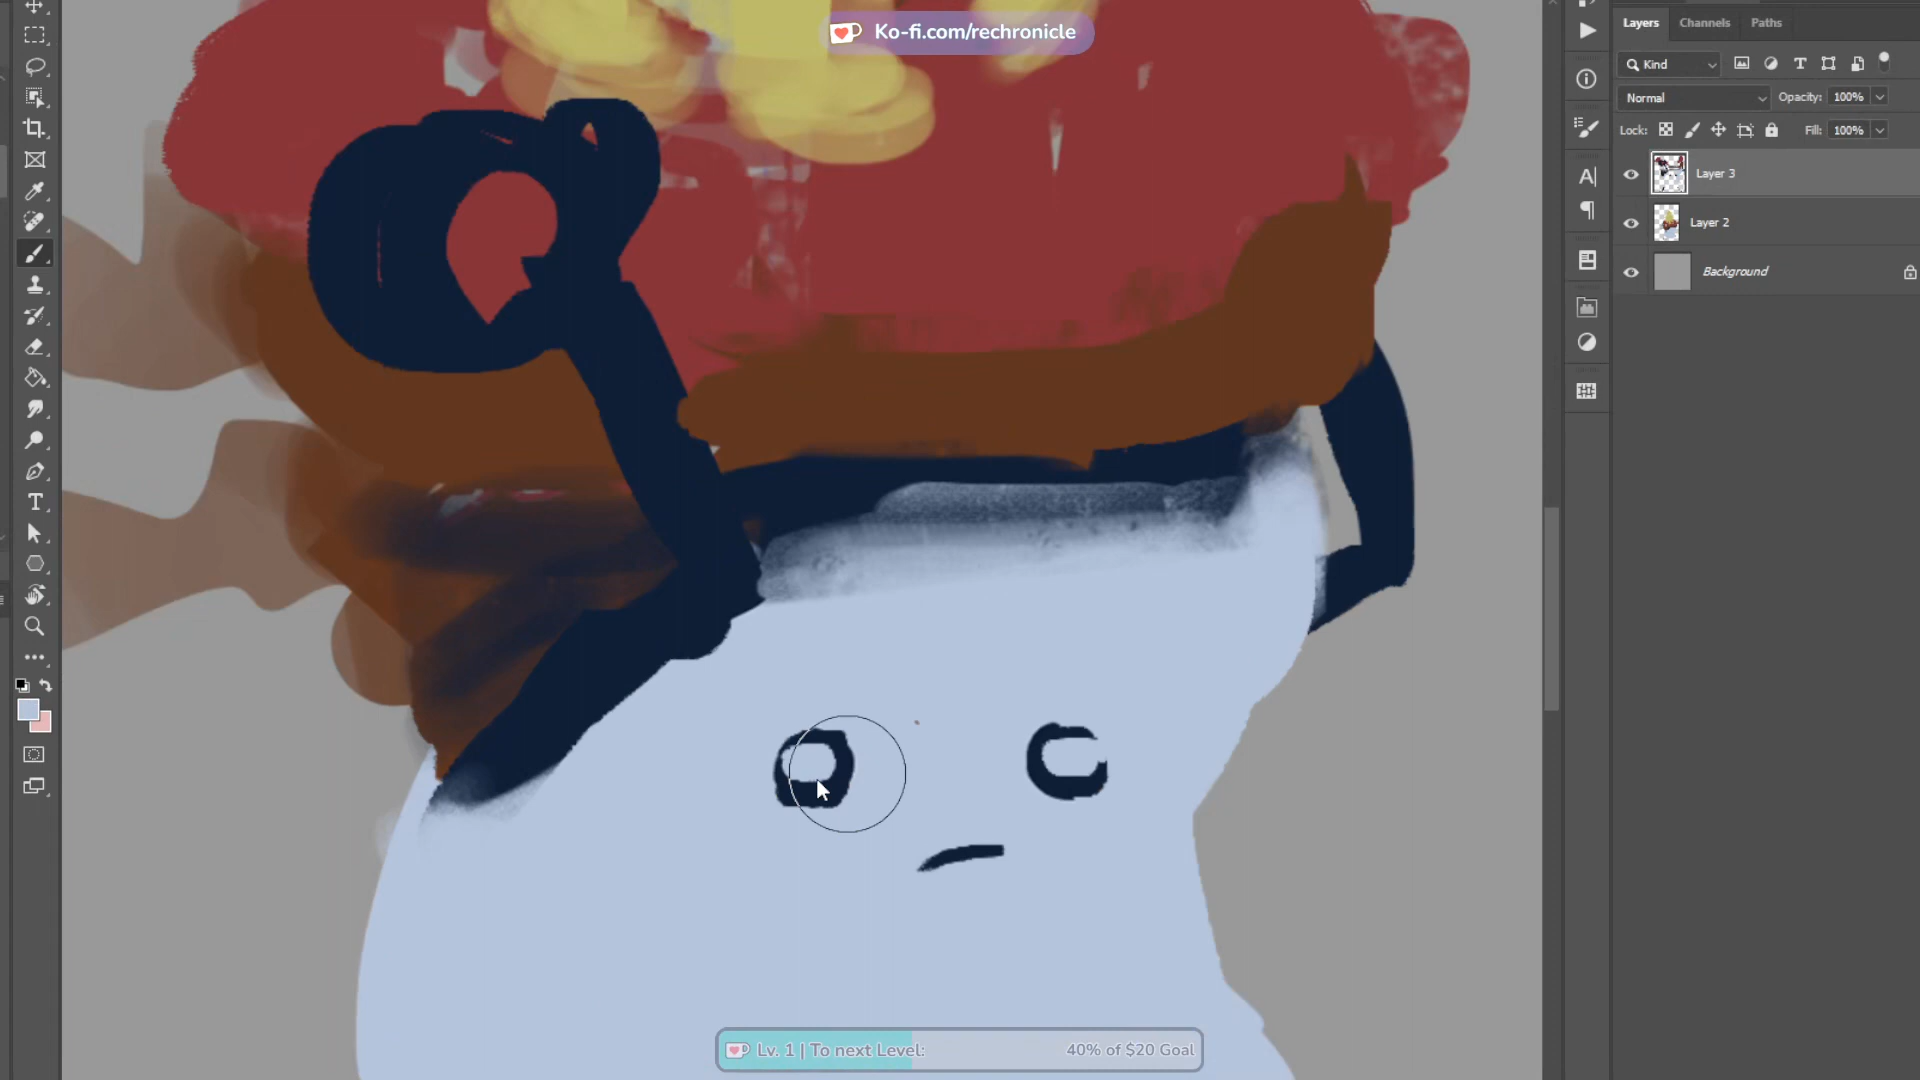 Ko-fi.com/rechronicle
Layers Channels Paths
Kind
Normal Opacity: 100%
Lock: Fill: 100%
Layer 3
Layer 2
Background
Lv. 1 | To next Level: 40% of $20 Goal